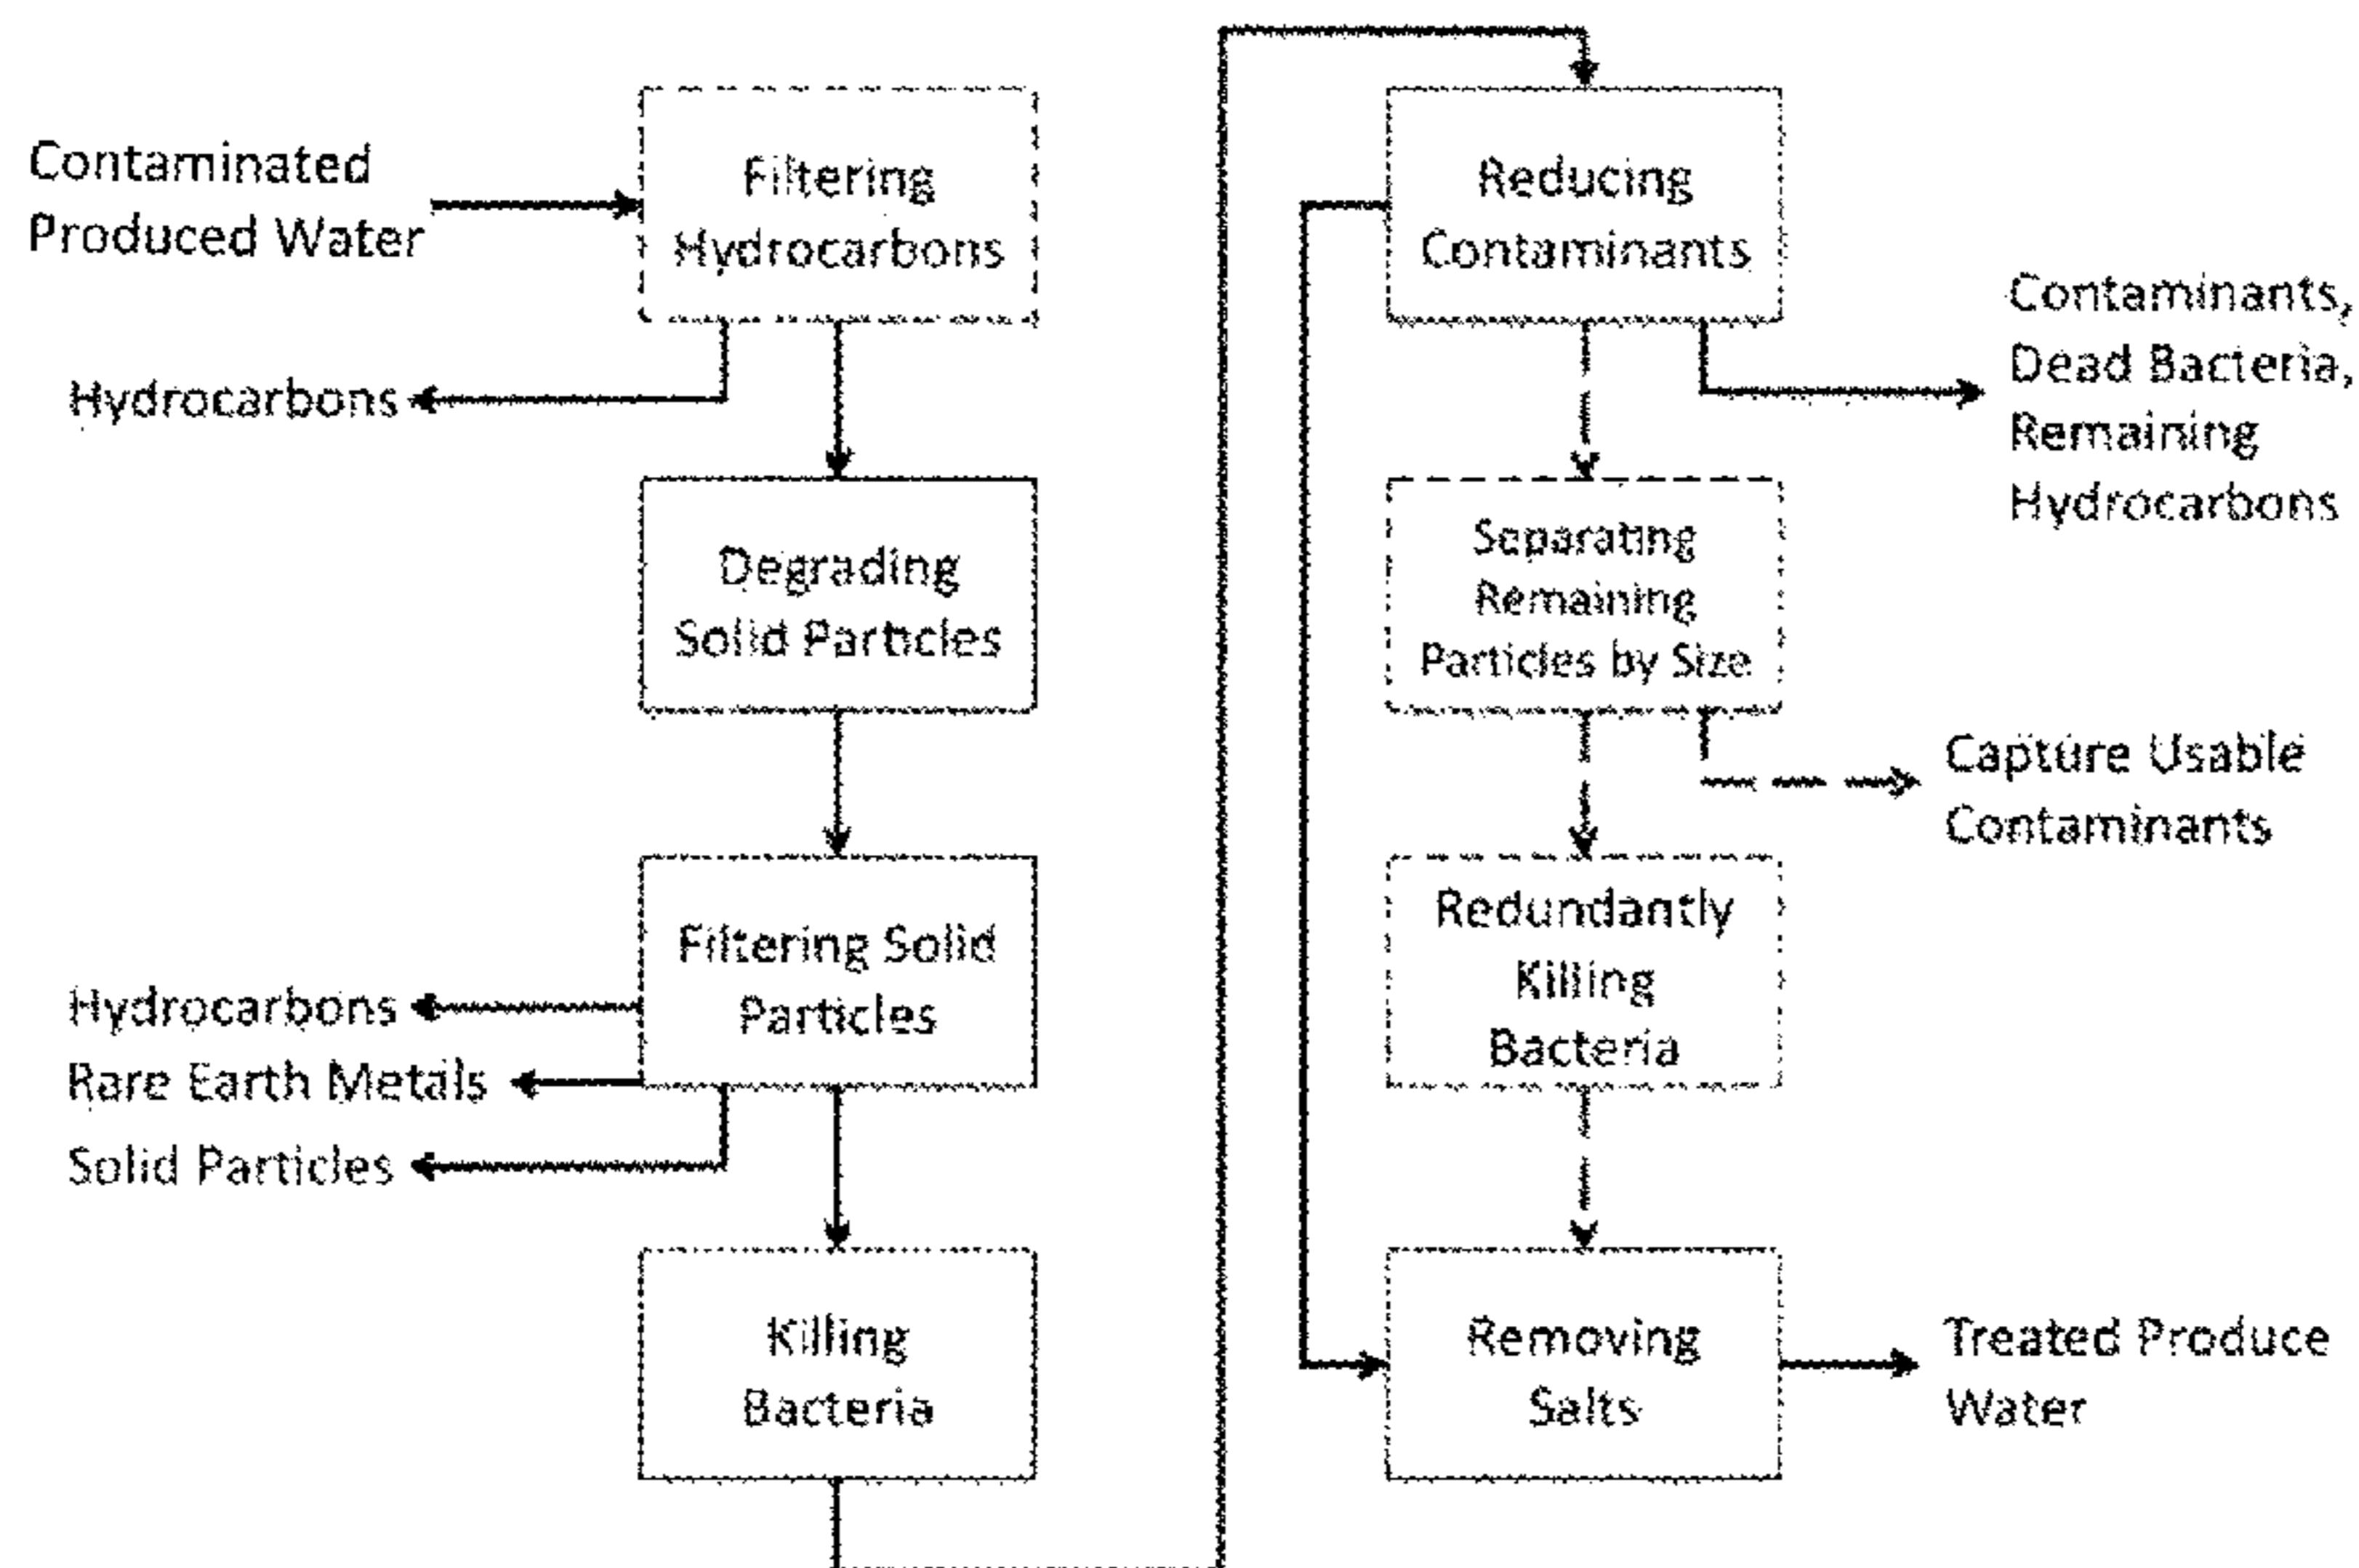 Contaminated
Produced Water
Filtering
Hydrocarbons
Hydrocarbons
Degrading
Solid Particles
Filtering Solid
Particles
Hydrocarbons
Rare Earth Metals
Solid Particles
Killing
Bacteria
Reducing
Contaminants
Contaminants,
Dead Bacteria,
Remaining
Hydrocarbons
Separating
Remaining
Particles by Size
Capture Usable
Contaminants
Redundantly
Killing
Bacteria
Removing
Salts
Treated Produce
Water